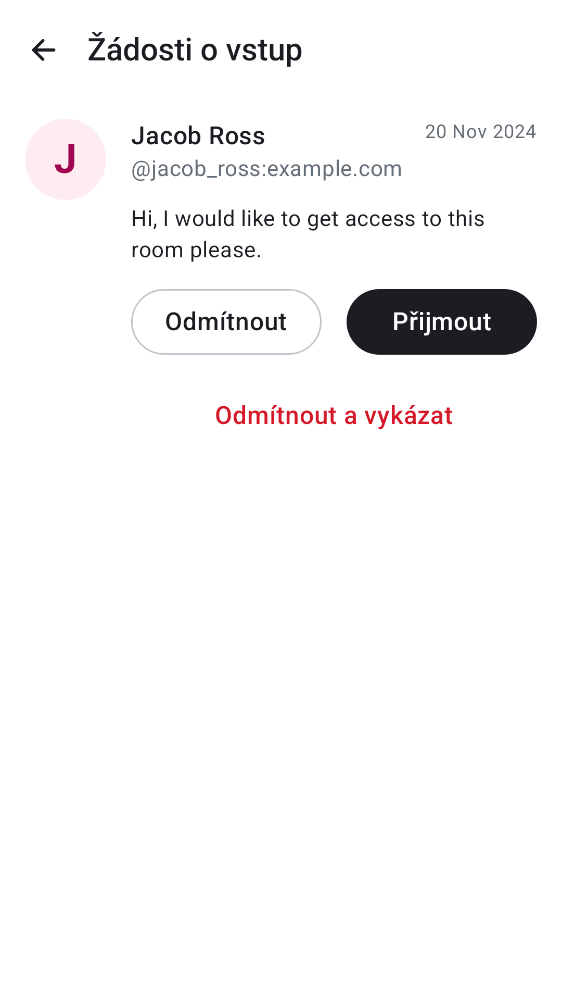 Žádosti o vstup
J
Jacob Ross
20 Nov 2024
@jacob_ross:example.com
Hi, I would like to get access to this
room please.
Odmítnout
Přijmout
Odmítnout a vykázat